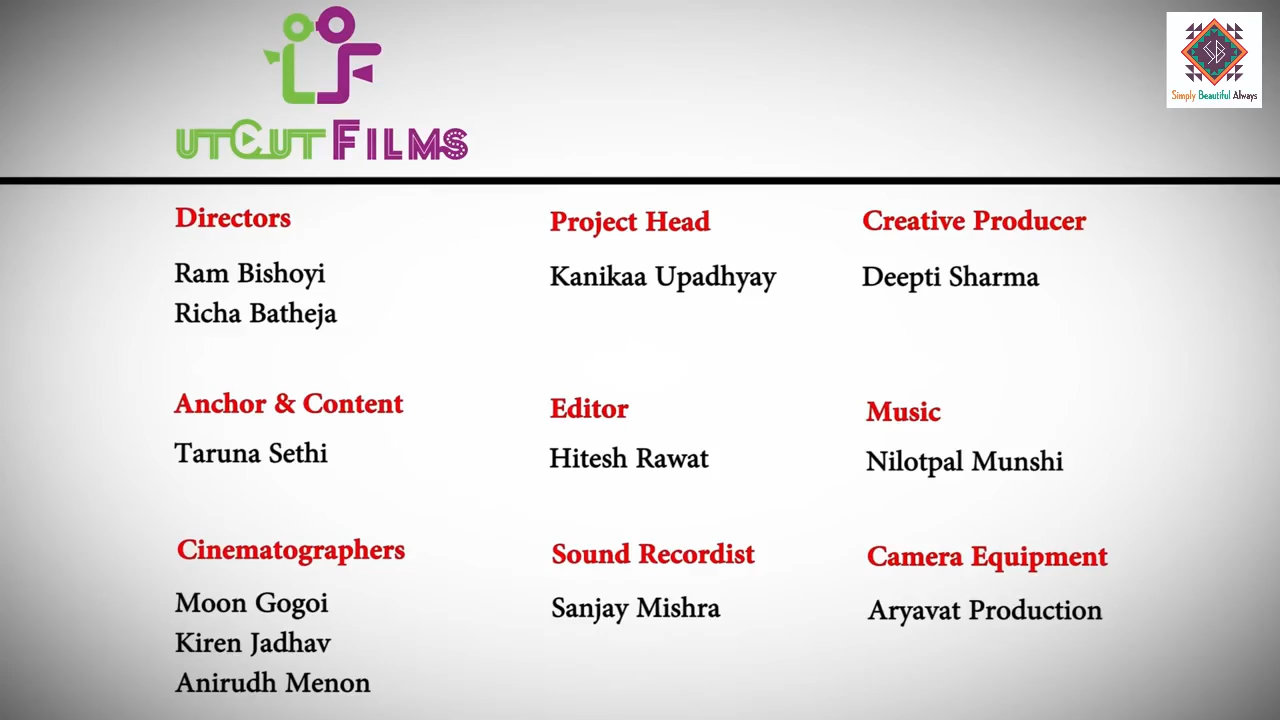 UTCUT FILMS
SB
Simply Beautiful Always
Directors
Ram Bishoyi
Richa Batheja
Project Head
Kanikaa Upadhyay
Creative Producer
Deepti Sharma
Anchor & Content
Taruna Sethi
Editor
Hitesh Rawat
Music
Nilotpal Munshi
Cinematographers
Moon Gogoi
Kiren Jadhav
Anirudh Menon
Sound Recordist
Sanjay Mishra
Camera Equipment
Aryavat Production